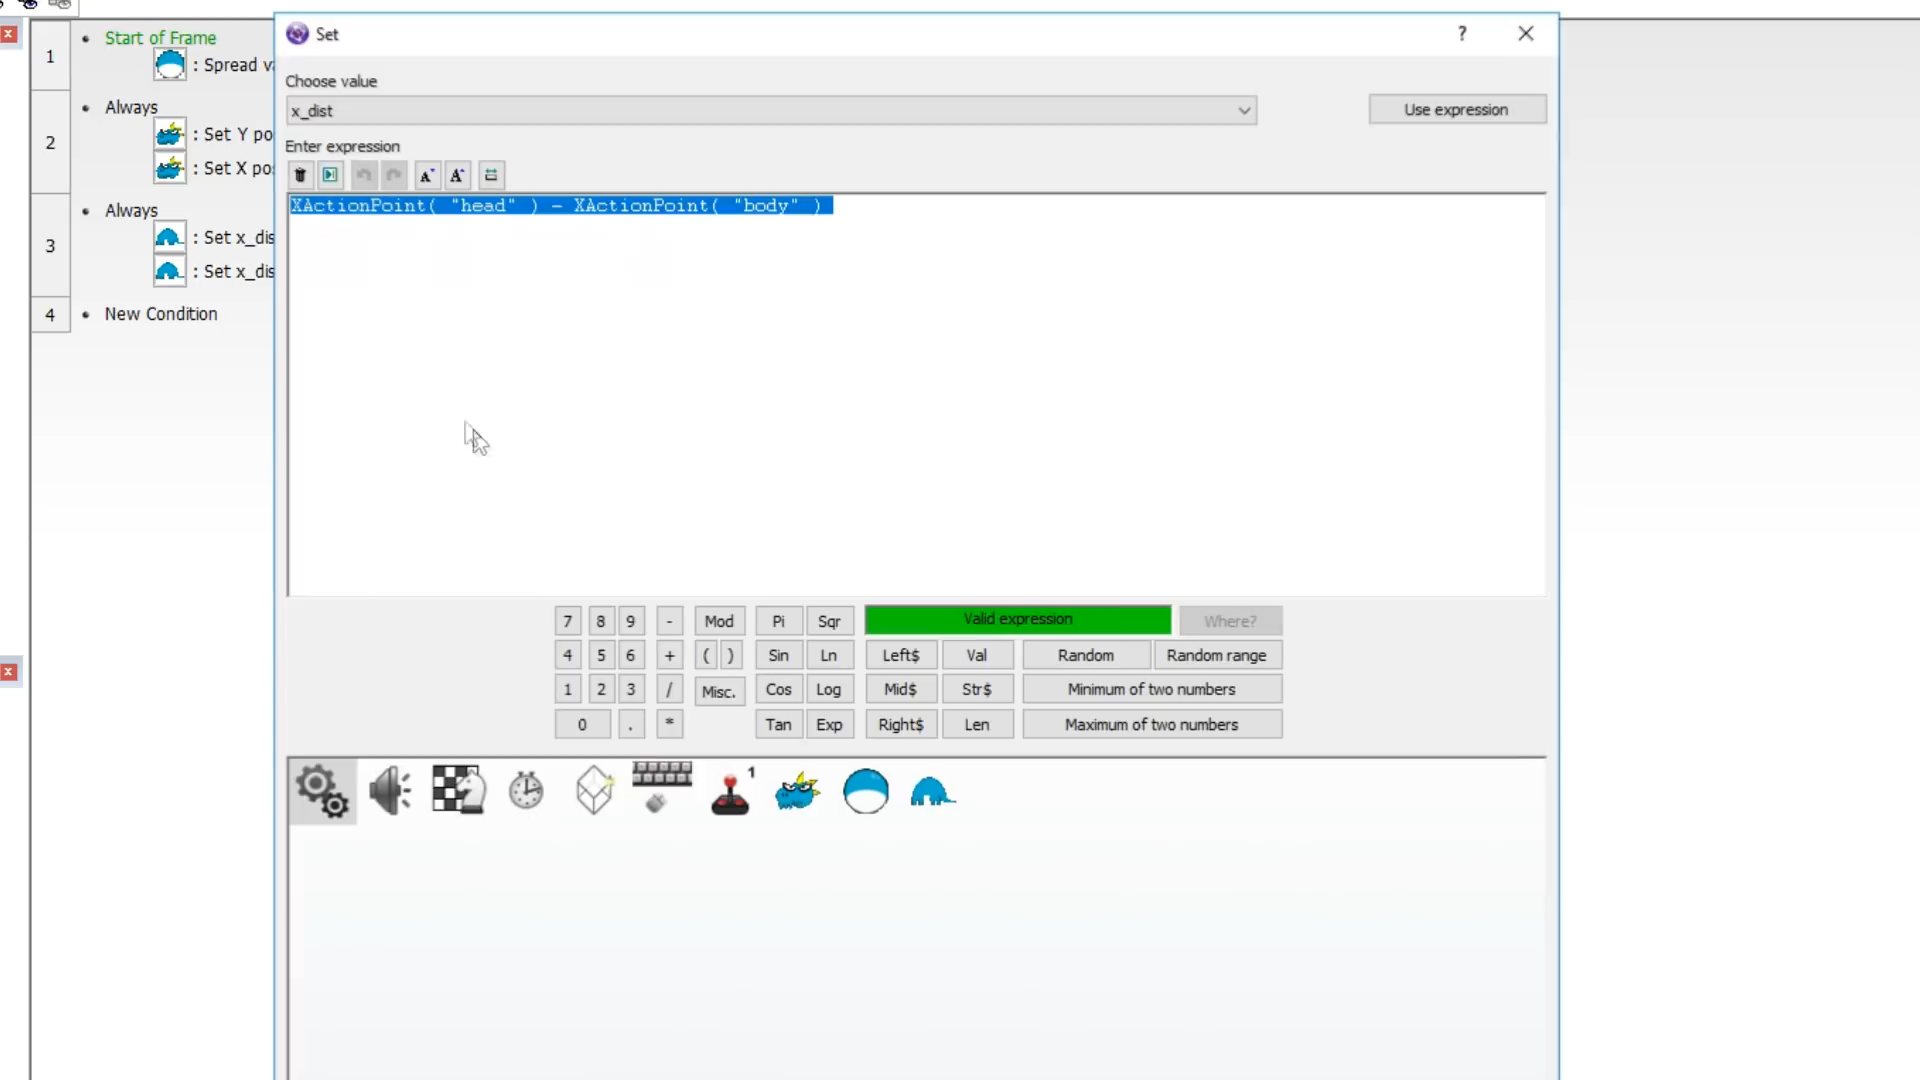 Set
?
Choose value
x_dist
Use expression
Enter expression
XActionPoint( "head" ) - XActionPoint( "body" )
1
Start of Frame
: Spread va
2
Always
: Set Y po
: Set X pos
3
Always
: Set x_dis
: Set x_dis
4
New Condition
7 8 9 - Mod Pi Sqr Valid expression Where?
4 5 6 + ( ) Sin Ln Left$ Val Random Random range
1 2 3 / Misc. Cos Log Mid$ Str$ Minimum of two numbers
0 . * Tan Exp Right$ Len Maximum of two numbers
1